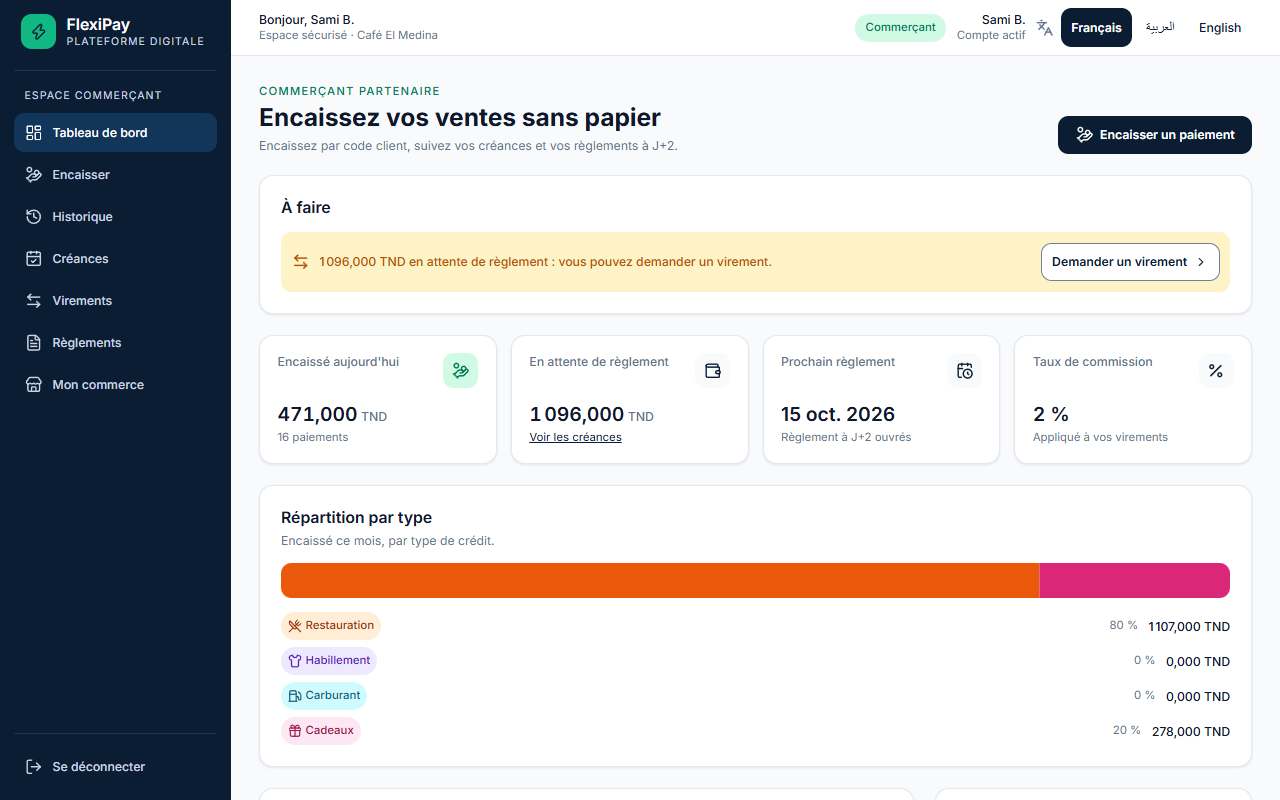 FlexiPay
PLATEFORME DIGITALE
ESPACE COMMERÇANT
Tableau de bord
Encaisser
Historique
Créances
Virements
Règlements
Mon commerce
Se déconnecter
Bonjour, Sami B.
Espace sécurisé · Café El Medina
Commerçant
Sami B.
Compte actif
Français
العربية
English
COMMERÇANT PARTENAIRE
Encaissez vos ventes sans papier
Encaissez par code client, suivez vos créances et vos règlements à J+2.
Encaisser un paiement
À faire
1 096,000 TND en attente de règlement : vous pouvez demander un virement.
Demander un virement
Encaissé aujourd'hui
471,000 TND
16 paiements
En attente de règlement
1 096,000 TND
Voir les créances
Prochain règlement
15 oct. 2026
Règlement à J+2 ouvrés
Taux de commission
2 %
Appliqué à vos virements
Répartition par type
Encaissé ce mois, par type de crédit.
Restauration 80 % 1 107,000 TND
Habillement 0 % 0,000 TND
Carburant 0 % 0,000 TND
Cadeaux 20 % 278,000 TND